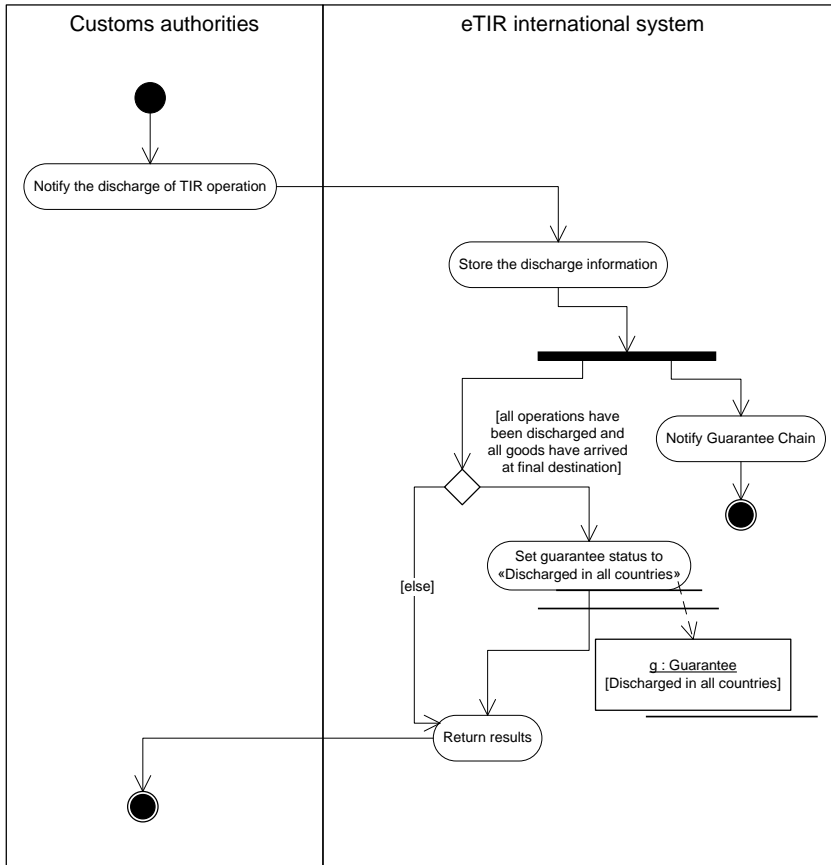 Customs authorities
eTIR international system
Notify the discharge of TIR operation
Store the discharge information
[all operations have
been discharged and
all goods have arrived
at final destination]
Notify Guarantee Chain
Set guarantee status to
«Discharged in all countries»
[else]
g : Guarantee
[Discharged in all countries]
Return results